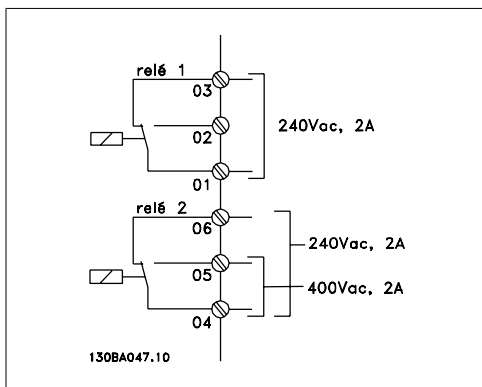 relé 1
03
02
240Vac, 2A
01
relé 2
06
240Vac, 2A
05
400Vac, 2A
04
130BA047.10